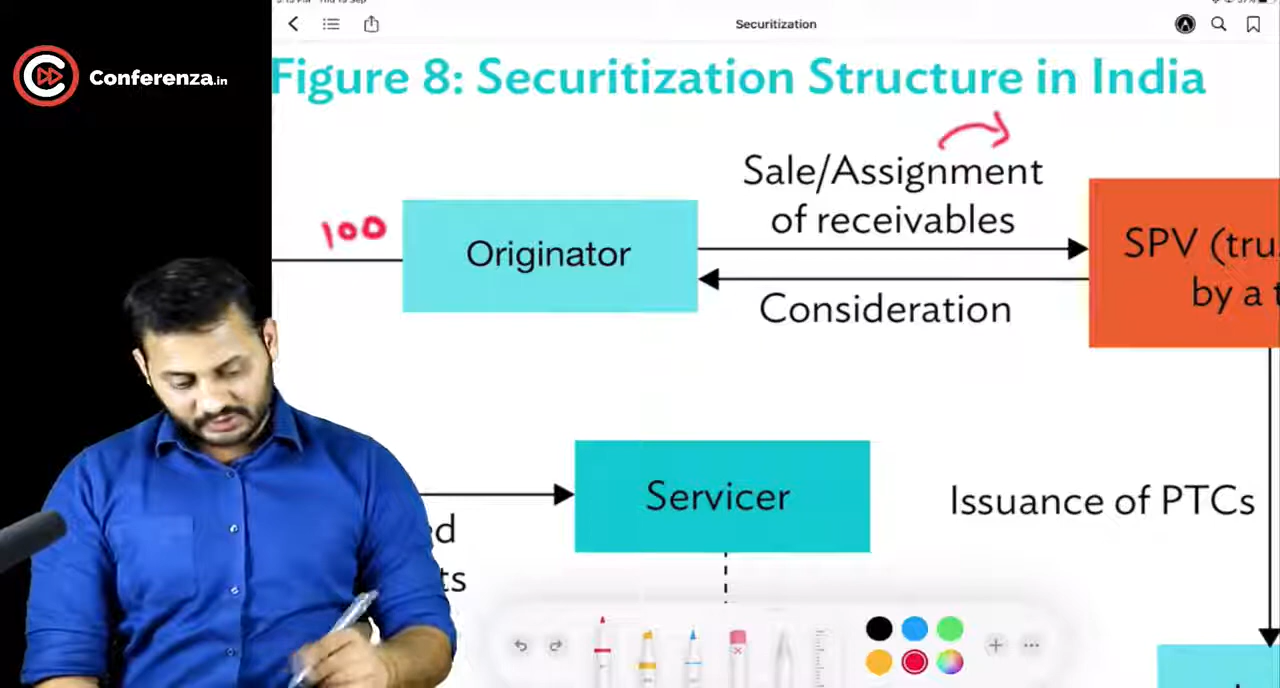 Securitization
Conferenza.in
Figure 8: Securitization Structure in India
Sale/Assignment
of receivables
100
Originator
SPV (tru
by a t
Consideration
Servicer
Issuance of PTCs
ed
ts